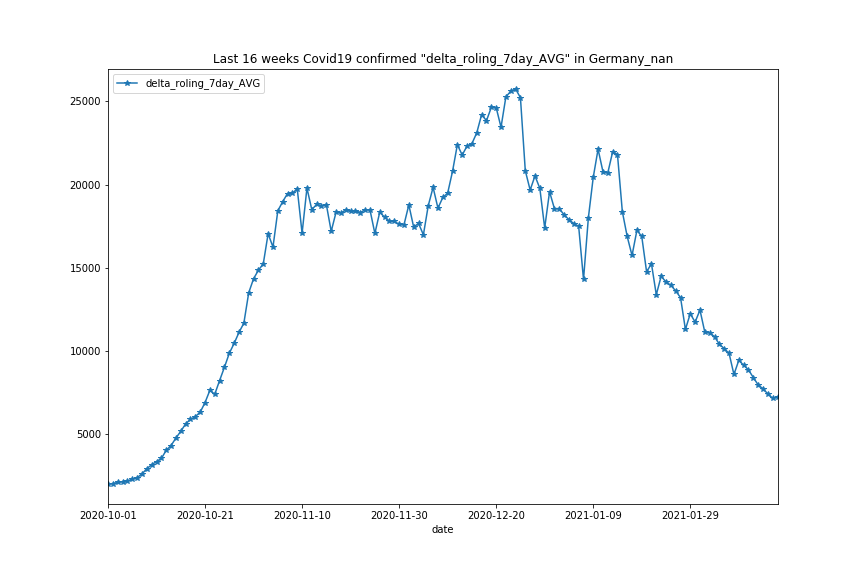 Last 16 weeks Covid19 confirmed "delta_roling_7day_AVG" in Germany_nan
delta_roling_7day_AVG
25000
20000
15000
10000
5000
2020-10-01 2020-10-21 2020-11-10 2020-11-30 2020-12-20 2021-01-09 2021-01-29
date